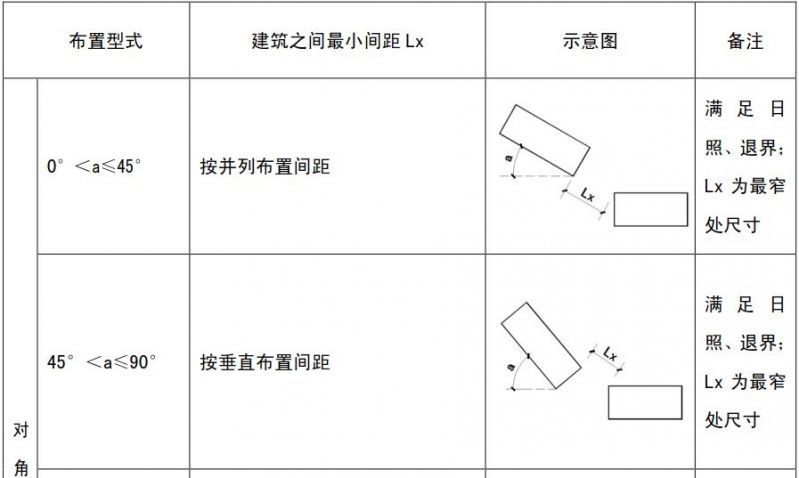 布置型式 建筑之间最小间距 Lx 示意图 备注
0°＜a≤45° 按并列布置间距
a
Lx
满足日
照、退界；
Lx 为最窄
处尺寸
45°＜a≤90° 按垂直布置间距
a
Lx
满足日
照、退界；
Lx 为最窄
处尺寸
对
角